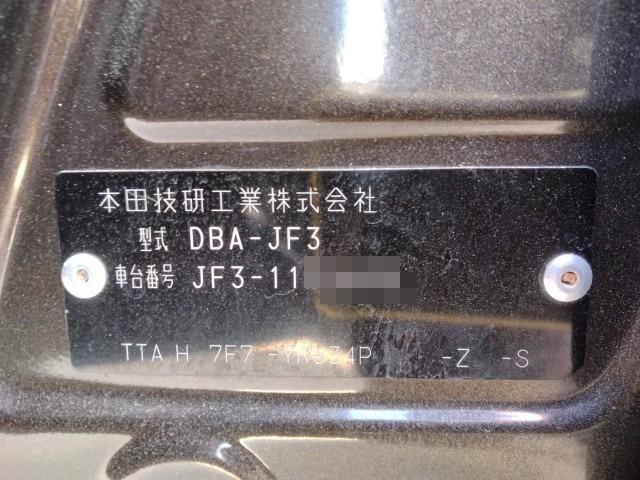 本田技研工業株式会社
型式 DBA-JF3
車台番号 JF3-11
TTA H 7F7 -YR534P -Z -S